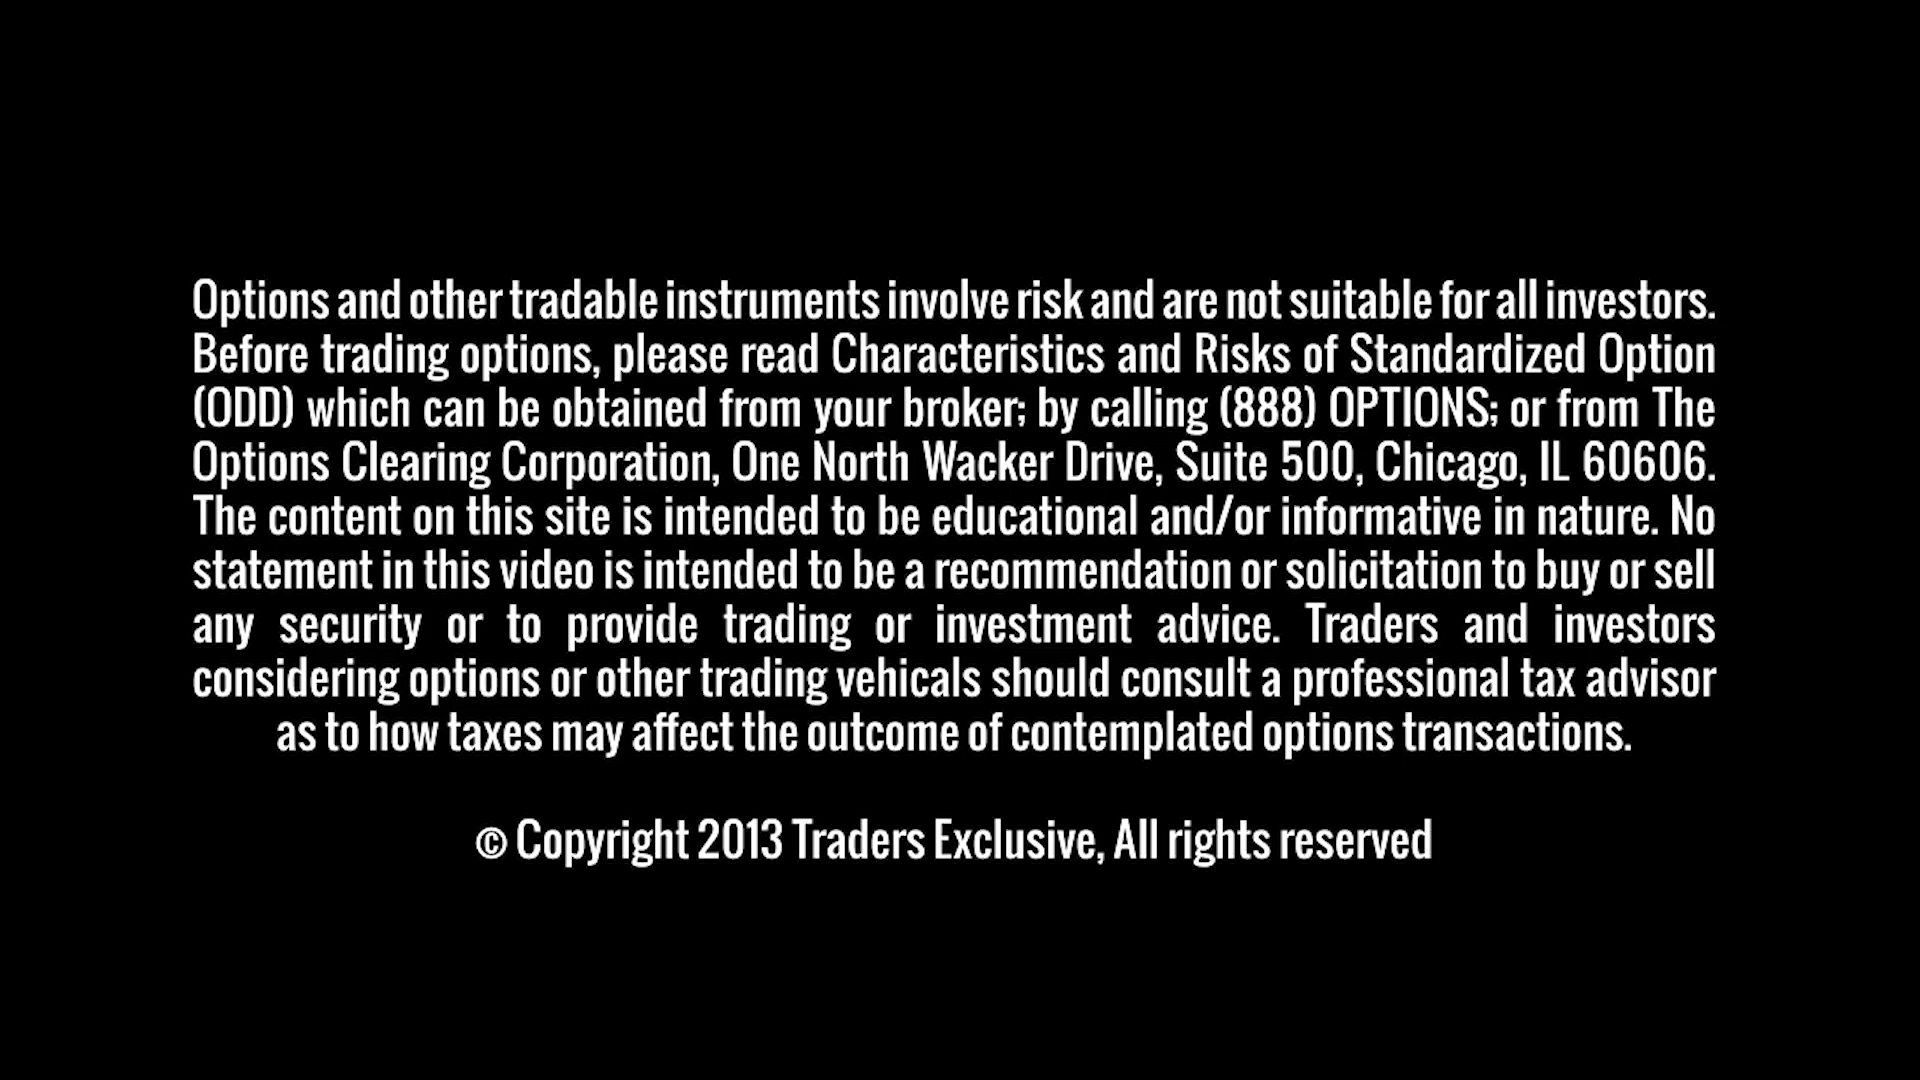 Options and other tradable instruments involve risk and are not suitable for all investors.
Before trading options, please read Characteristics and Risks of Standardized Option
(ODD) which can be obtained from your broker; by calling (888) OPTIONS; or from The
Options Clearing Corporation, One North Wacker Drive, Suite 500, Chicago, IL 60606.
The content on this site is intended to be educational and/or informative in nature. No
statement in this video is intended to be a recommendation or solicitation to buy or sell
any security or to provide trading or investment advice. Traders and investors
considering options or other trading vehicals should consult a professional tax advisor
as to how taxes may affect the outcome of contemplated options transactions.
© Copyright 2013 Traders Exclusive, All rights reserved